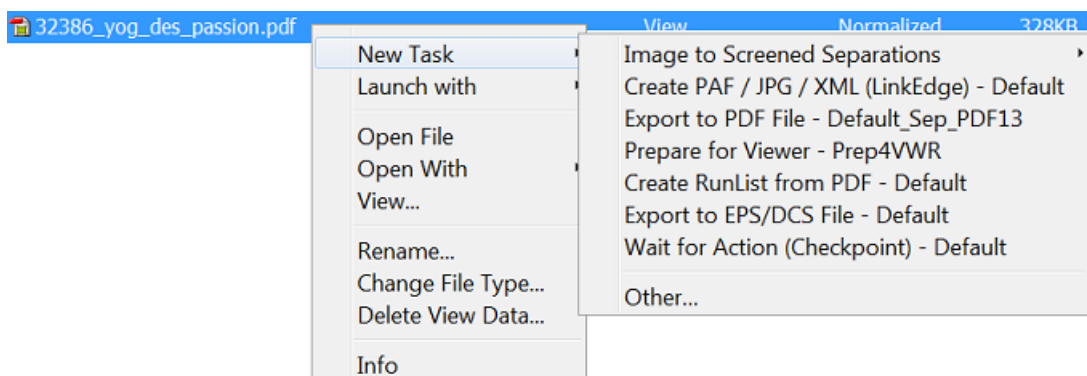 32386_yog_des_passion.pdf View Normalized 328KB
New Task
Launch with
Open File
Open With
View...
Rename...
Change File Type...
Delete View Data...
Info
Image to Screened Separations
Create PAF / JPG / XML (LinkEdge) - Default
Export to PDF File - Default_Sep_PDF13
Prepare for Viewer - Prep4VWR
Create RunList from PDF - Default
Export to EPS/DCS File - Default
Wait for Action (Checkpoint) - Default
Other...